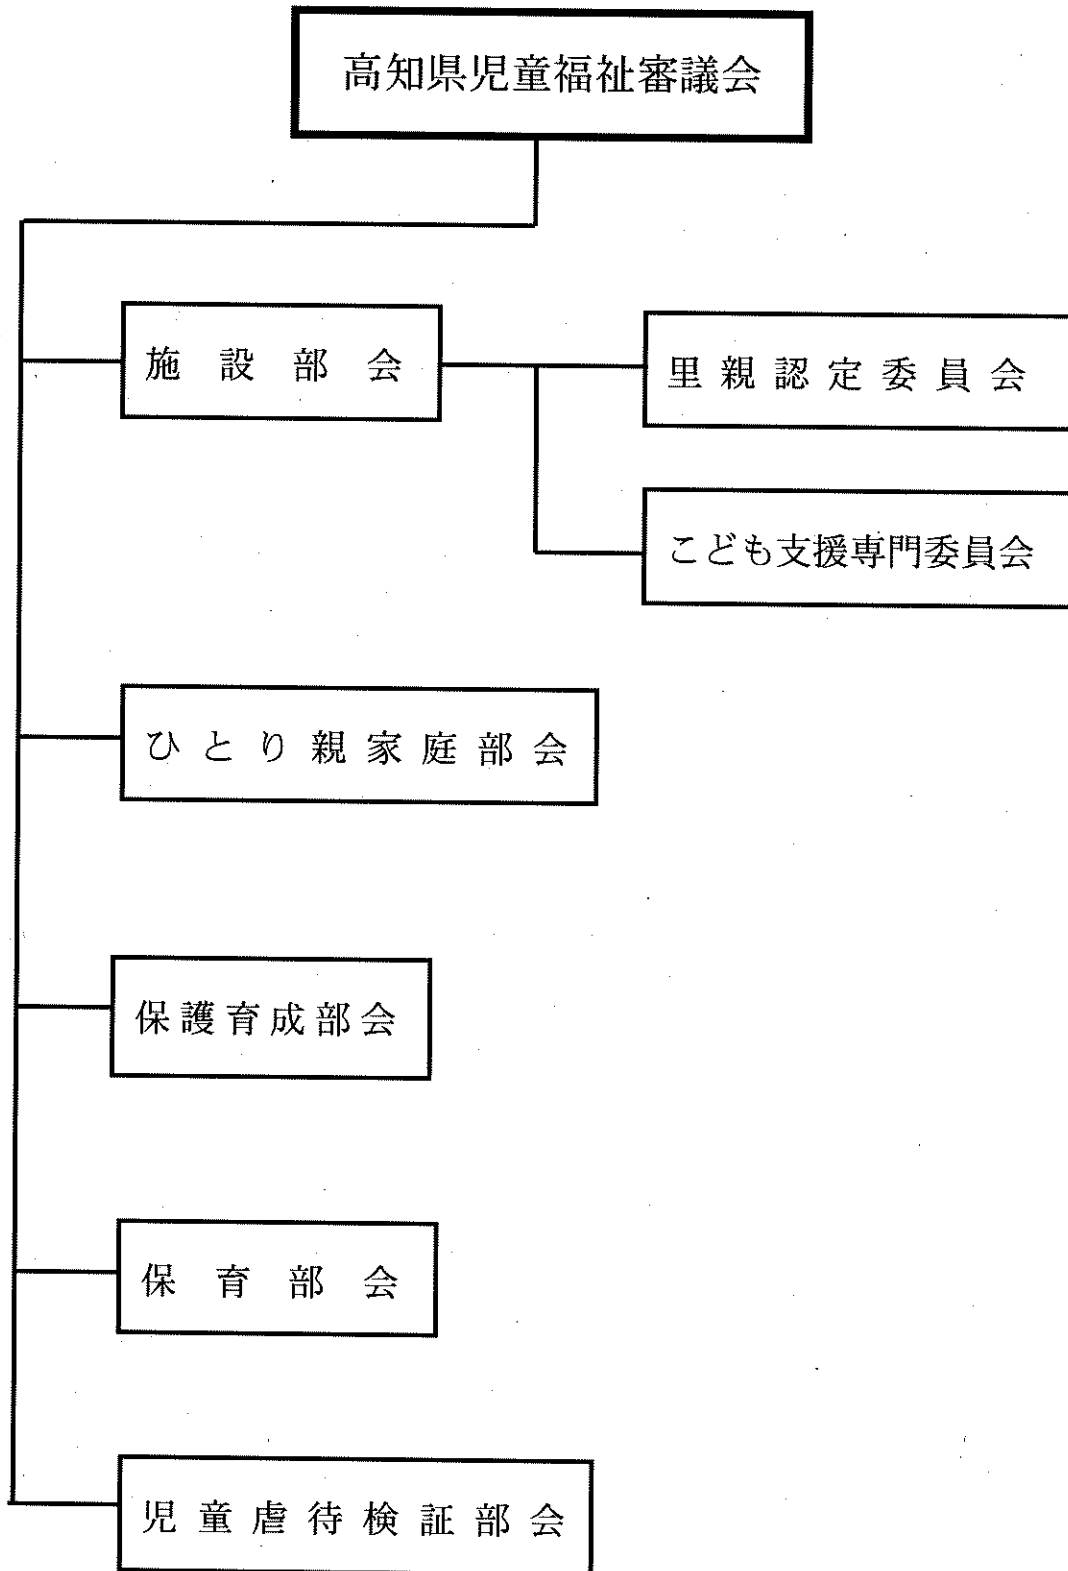 高知県児童福祉審議会
施設部会
里親認定委員会
こども支援専門委員会
ひとり親家庭部会
保護育成部会
保育部会
児童虐待検証部会